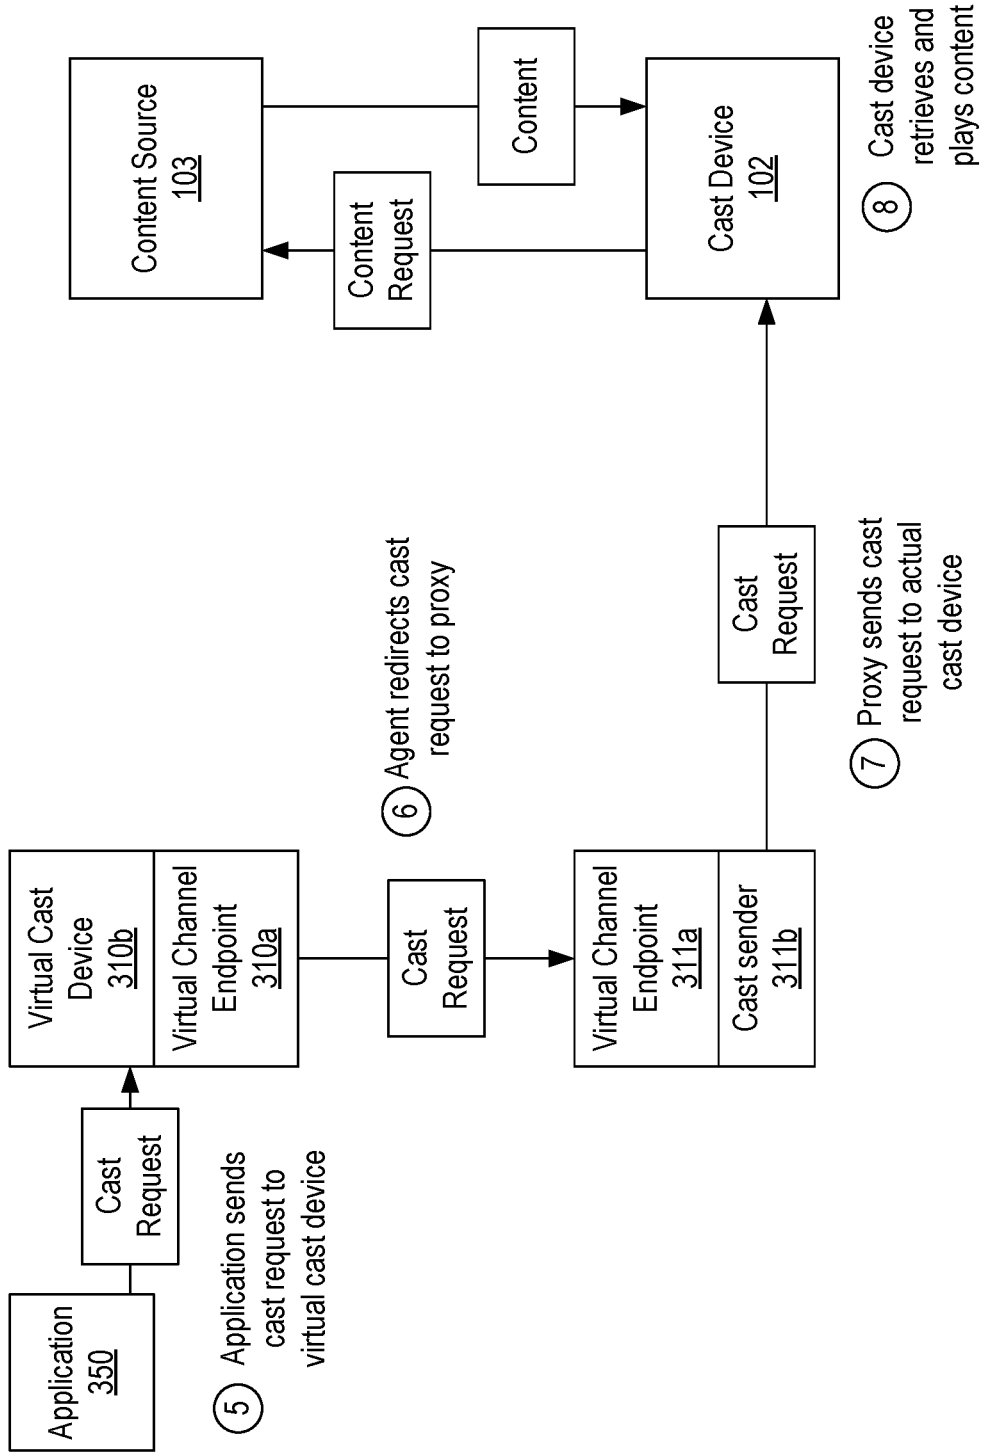 Application
350
Cast
Request
5
Application sends
cast request to
virtual cast device
Virtual Cast
Device
310b
Virtual Channel
Endpoint
310a
Cast
Request
6
Agent redirects cast
request to proxy
Virtual Channel
Endpoint
311a
Cast sender
311b
Cast
Request
7
Proxy sends cast
request to actual
cast device
Content Source
103
Content
Request
Content
Cast Device
102
8
Cast device
retrieves and
plays content